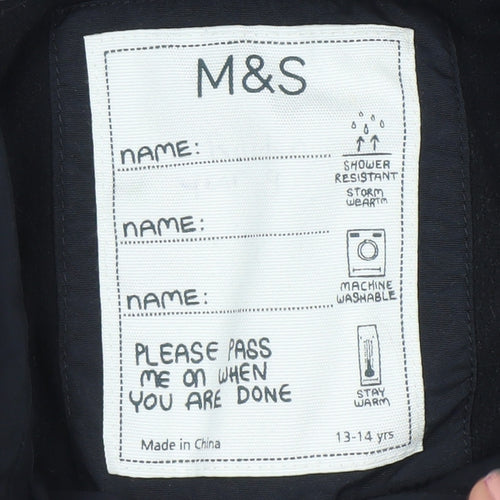 M&S
NAME:
NAME:
NAME:
PLEASE PASS
ME ON WHEN
YOU ARE DONE
SHOWER
RESISTANT
STORM
WEARTM
MACHINE
WASHABLE
STAY
WARM
Made in China
13-14 yrs